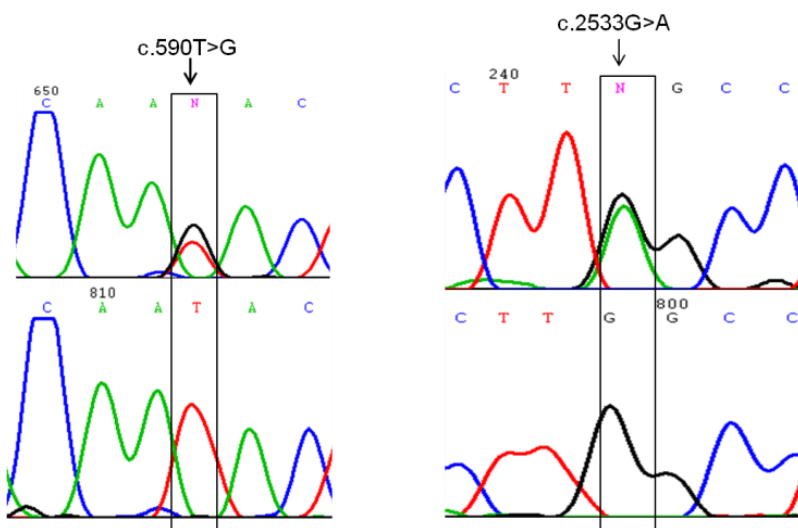 c.590T>G
650
C A A N A C
810
C A A T A C
c.2533G>A
240
C T T N G C C
800
C T T G G C C